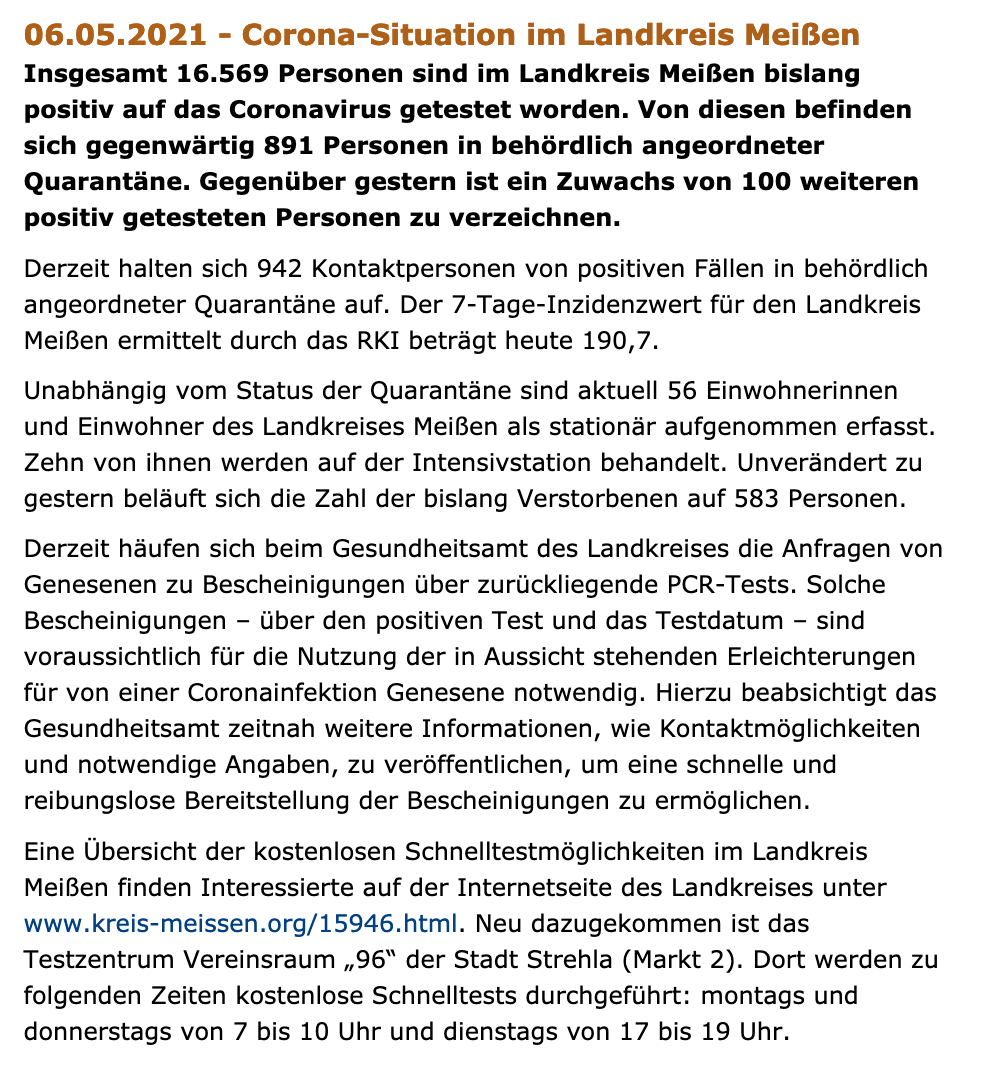 06.05.2021 - Corona-Situation im Landkreis Meißen
Insgesamt 16.569 Personen sind im Landkreis Meißen bislang
positiv auf das Coronavirus getestet worden. Von diesen befinden
sich gegenwärtig 891 Personen in behördlich angeordneter
Quarantäne. Gegenüber gestern ist ein Zuwachs von 100 weiteren
positiv getesteten Personen zu verzeichnen.
Derzeit halten sich 942 Kontaktpersonen von positiven Fällen in behördlich
angeordneter Quarantäne auf. Der 7-Tage-Inzidenzwert für den Landkreis
Meißen ermittelt durch das RKI beträgt heute 190,7.
Unabhängig vom Status der Quarantäne sind aktuell 56 Einwohnerinnen
und Einwohner des Landkreises Meißen als stationär aufgenommen erfasst.
Zehn von ihnen werden auf der Intensivstation behandelt. Unverändert zu
gestern beläuft sich die Zahl der bislang Verstorbenen auf 583 Personen.
Derzeit häufen sich beim Gesundheitsamt des Landkreises die Anfragen von
Genesenen zu Bescheinigungen über zurückliegende PCR-Tests. Solche
Bescheinigungen – über den positiven Test und das Testdatum – sind
voraussichtlich für die Nutzung der in Aussicht stehenden Erleichterungen
für von einer Coronainfektion Genesene notwendig. Hierzu beabsichtigt das
Gesundheitsamt zeitnah weitere Informationen, wie Kontaktmöglichkeiten
und notwendige Angaben, zu veröffentlichen, um eine schnelle und
reibungslose Bereitstellung der Bescheinigungen zu ermöglichen.
Eine Übersicht der kostenlosen Schnelltestmöglichkeiten im Landkreis
Meißen finden Interessierte auf der Internetseite des Landkreises unter
www.kreis-meissen.org/15946.html. Neu dazugekommen ist das
Testzentrum Vereinsraum „96“ der Stadt Strehla (Markt 2). Dort werden zu
folgenden Zeiten kostenlose Schnelltests durchgeführt: montags und
donnerstags von 7 bis 10 Uhr und dienstags von 17 bis 19 Uhr.